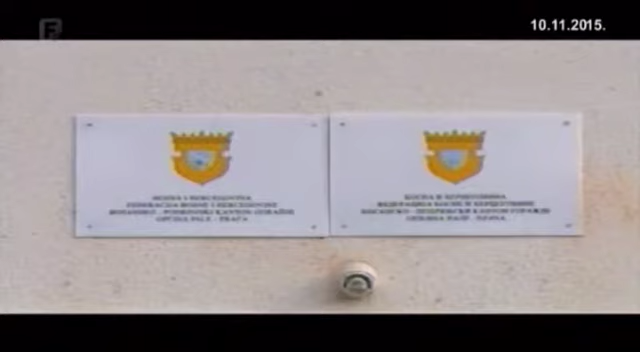 F
10.11.2015.
BOSNA I HERCEGOVINA
FEDERACIJA BOSNE I HERCEGOVINE
BOSANSKO - PODRINJSKI KANTON GORAŽDE
OPĆINA PALE - PRAČA
БОСНА И ХЕРЦЕГОВИНА
ФЕДЕРАЦИЈА БОСНЕ И ХЕРЦЕГОВИНЕ
БОСАНСКО - ПОДРИЊСКИ КАНТОН ГОРАЖДЕ
ОПЋИНА ПАЛЕ - ПРАЧА